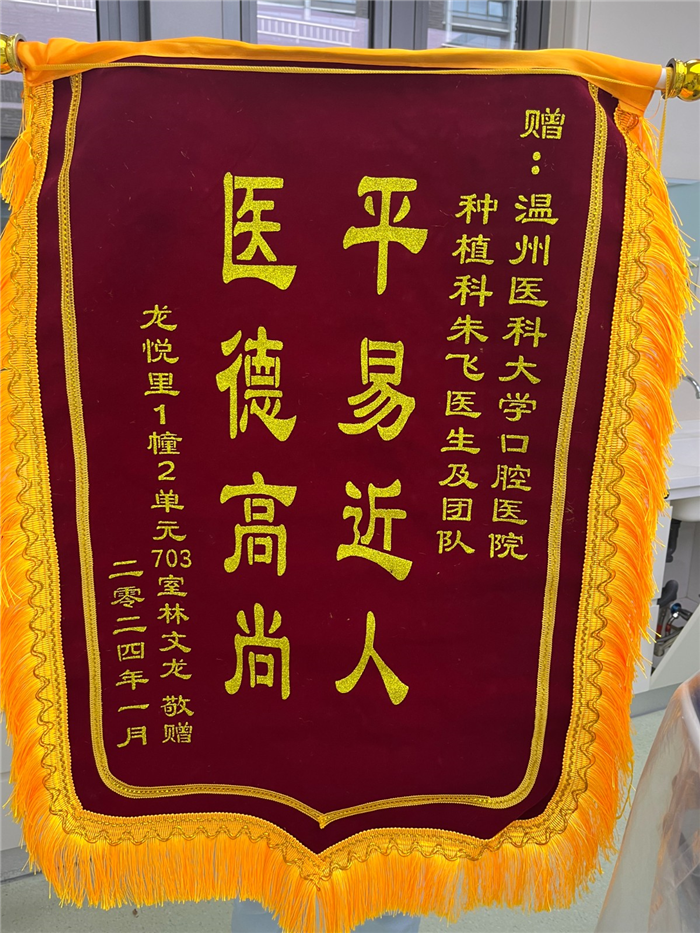 赠：温州医科大学口腔医院
种植科朱飞医生及团队
平易近人
医德高尚
龙悦里1幢2单元703室林文龙 敬赠
二零二四年一月